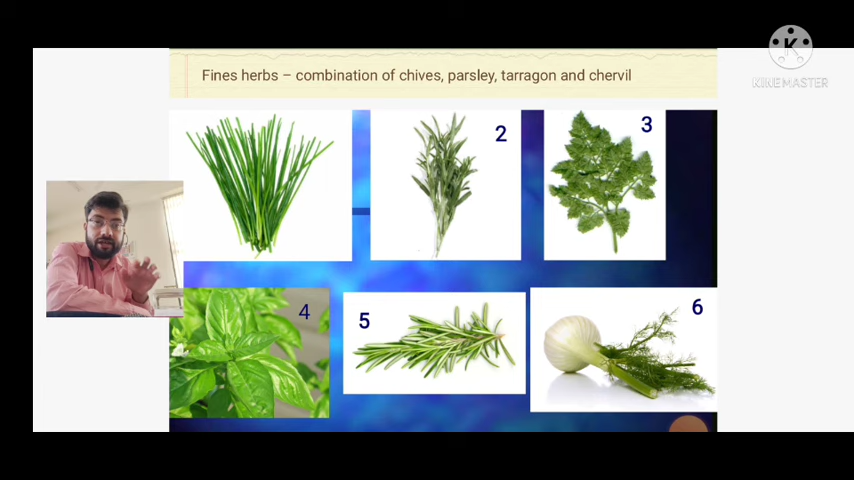 Fines herbs – combination of chives, parsley, tarragon and chervil
K
KINEMASTER
2
3
4
5
6